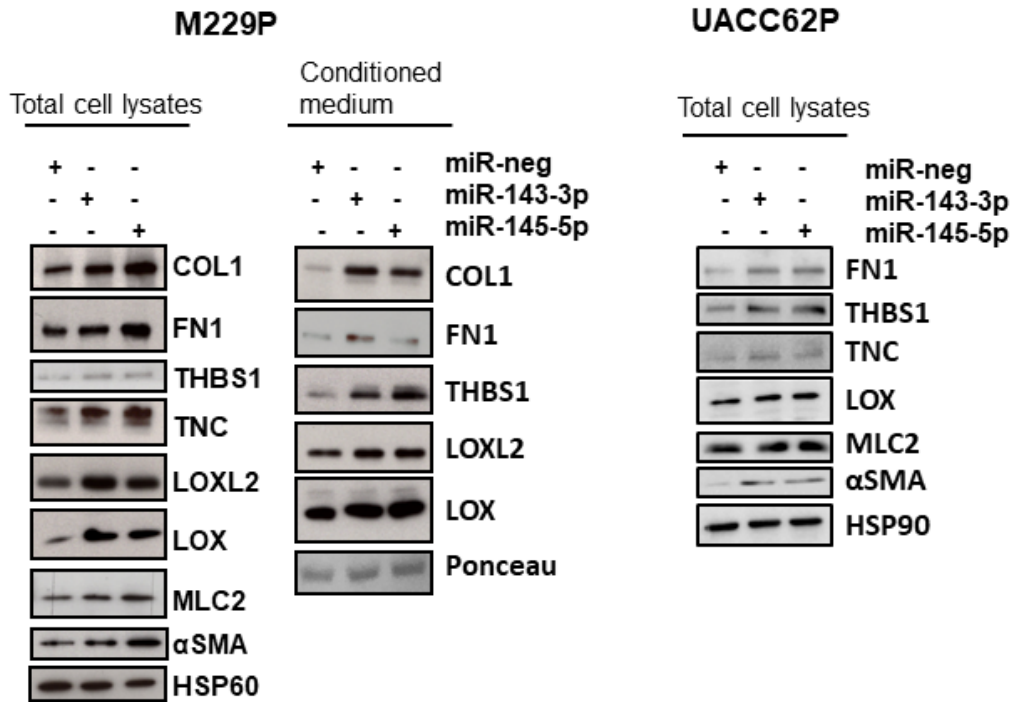 M229P
UACC62P
Total cell lysates
Conditioned
medium
Total cell lysates
+ - - + - - miR-neg
- + - - + - miR-143-3p
- - + - - + miR-145-5p
COL1
FN1
THBS1
TNC
LOXL2
LOX
MLC2
αSMA
HSP60
COL1
FN1
THBS1
LOXL2
LOX
Ponceau
+ - - miR-neg
- + - miR-143-3p
- - + miR-145-5p
FN1
THBS1
TNC
LOX
MLC2
αSMA
HSP90